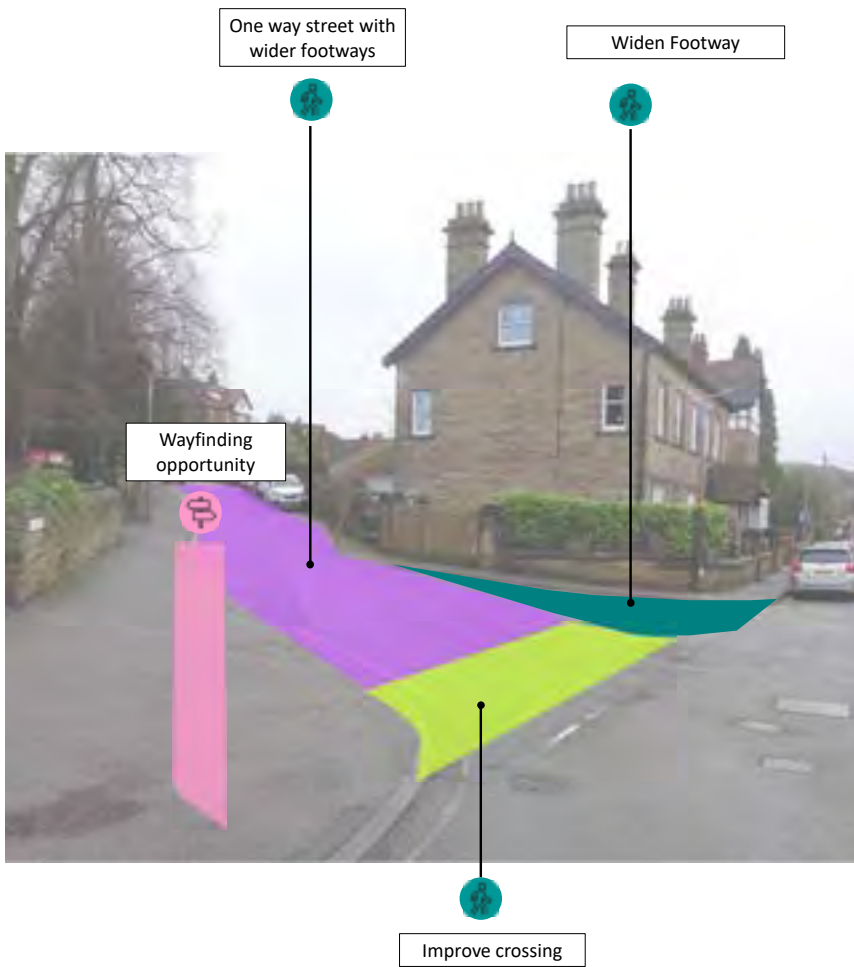 One way street with
wider footways
Widen Footway
Wayfinding
opportunity
Improve crossing